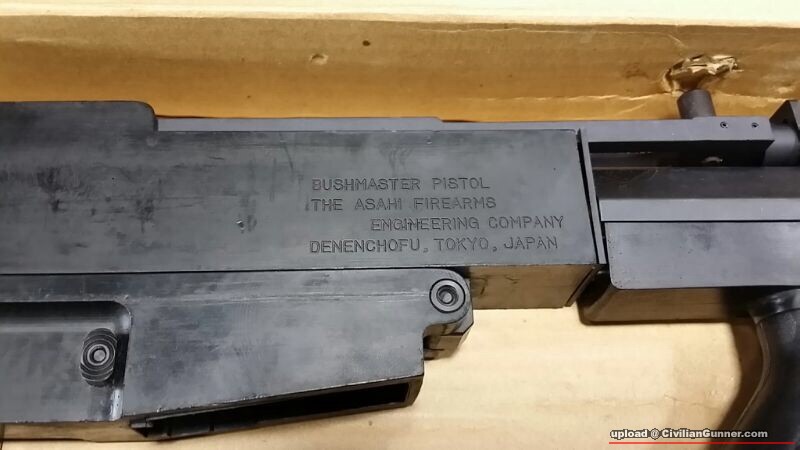 BUSHMASTER PISTOL
THE ASAHI FIREARMS
ENGINEERING COMPANY
DENENCHOFU, TOKYO, JAPAN
upload @ CivilianGunner.com